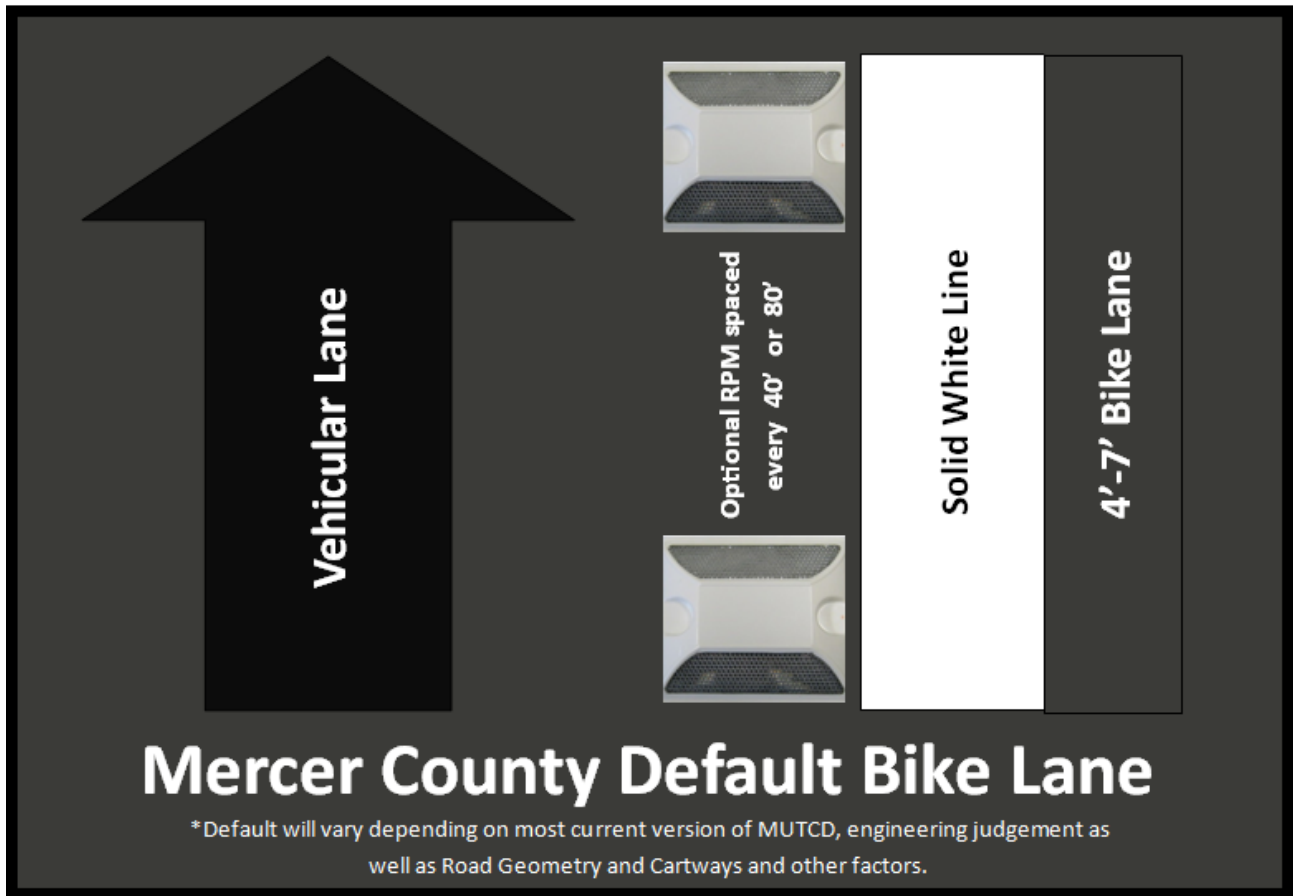 Vehicular Lane
Optional RPM spaced
every 40’ or 80’
Solid White Line
4’-7’ Bike Lane
Mercer County Default Bike Lane
*Default will vary depending on most current version of MUTCD, engineering judgement as
well as Road Geometry and Cartways and other factors.